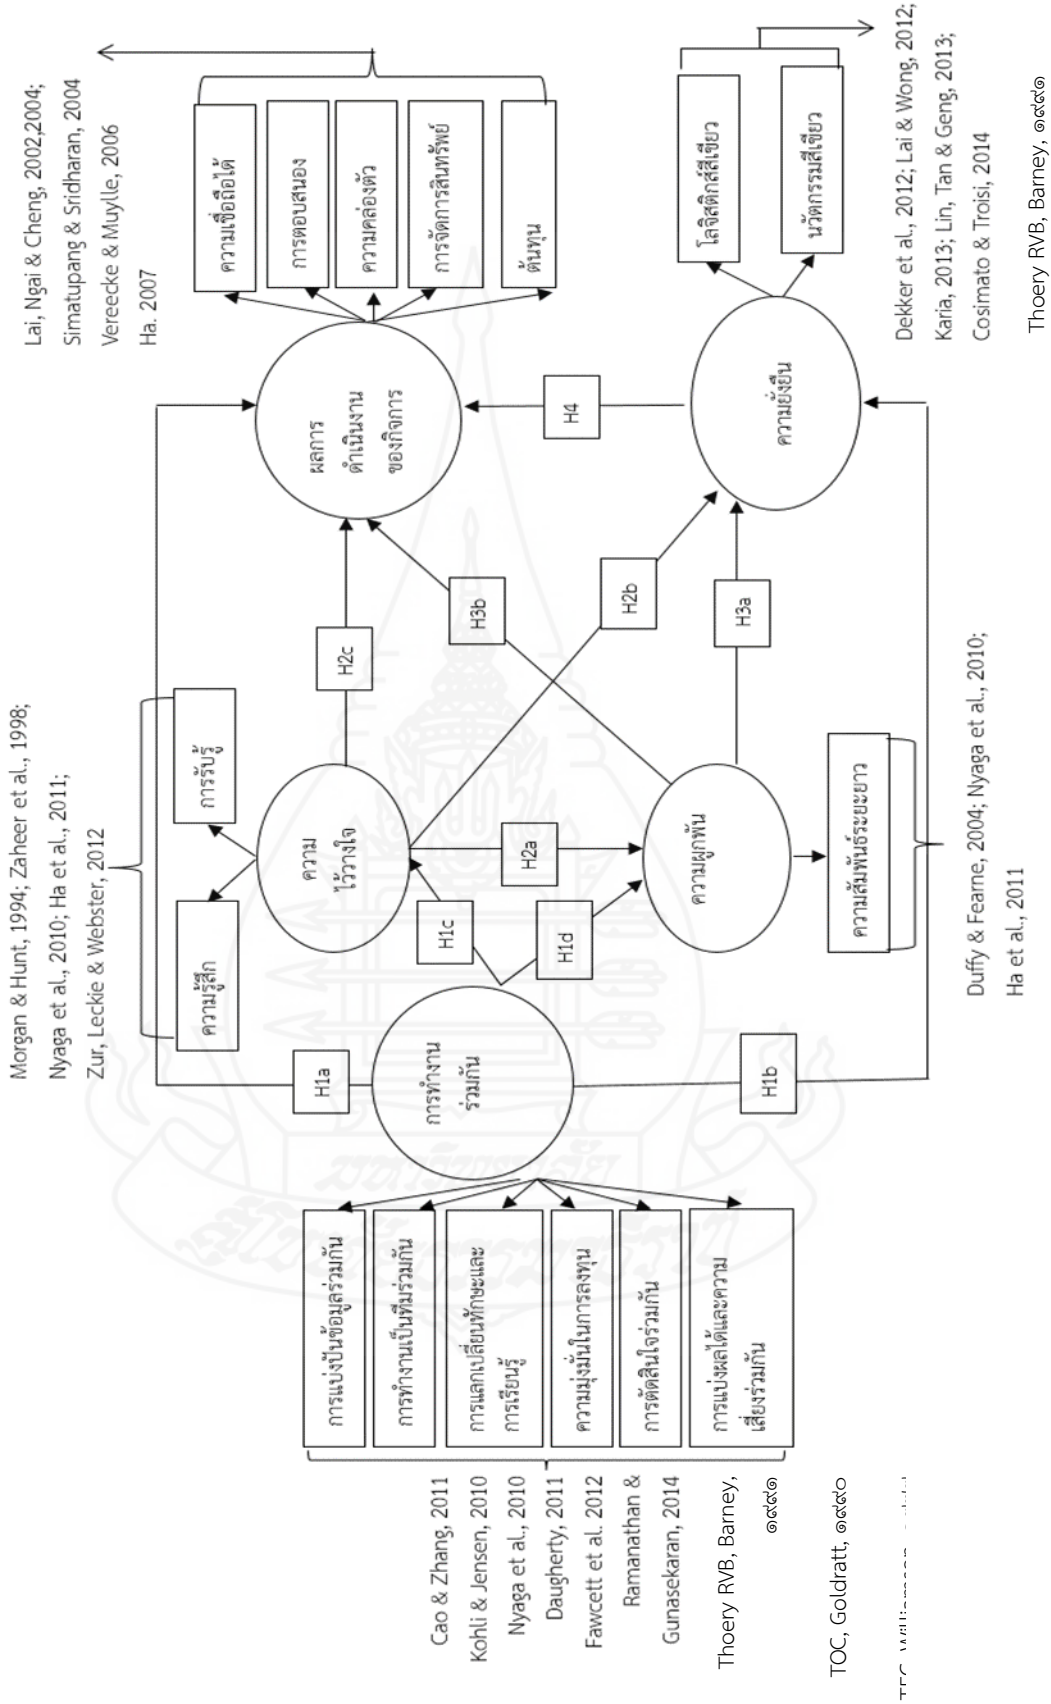 Morgan & Hunt, 1994; Zaheer et al., 1998;
Nyaga et al., 2010; Ha et al., 2011;
Zur, Leckie & Webster, 2012
Lai, Ngai & Cheng, 2002,2004;
Simatupang & Sridharan, 2004
Vereecke & Muylle, 2006
Ha. 2007
ความรู้สึก
การรับรู้
ความเชื่อถือได้
การตอบสนอง
ความคล่องตัว
การจัดการสินทรัพย์
ต้นทุน
H1a
ความ
ไว้วางใจ
H2c
ผลการ
ดำเนินงาน
ของกิจการ
การแบ่งปันข้อมูลร่วมกัน
การทำงานเป็นทีมร่วมกัน
การแลกเปลี่ยนทักษะและ
การเรียนรู้
ความมุ่งมั่นในการลงทุน
การตัดสินใจร่วมกัน
การแบ่งผลได้และความ
เสี่ยงร่วมกัน
การทำงาน
ร่วมกัน
H1c
H1d
H2a
H3b
H2b
H4
H3a
H1b
ความผูกพัน
ความยั่งยืน
โลจิสติกส์สีเขียว
นวัตกรรมสีเขียว
ความสัมพันธ์ระยะยาว
Cao & Zhang, 2011
Kohli & Jensen, 2010
Nyaga et al., 2010
Daugherty, 2011
Fawcett et al. 2012
Ramanathan &
Gunasekaran, 2014
Thoery RVB, Barney,
๑๙๙๑
TOC, Goldratt, ๑๙๙๐
Duffy & Fearne, 2004; Nyaga et al., 2010;
Ha et al., 2011
Dekker et al., 2012; Lai & Wong, 2012;
Karia, 2013; Lin, Tan & Geng, 2013;
Cosimato & Troisi, 2014
Thoery RVB, Barney, ๑๙๙๑